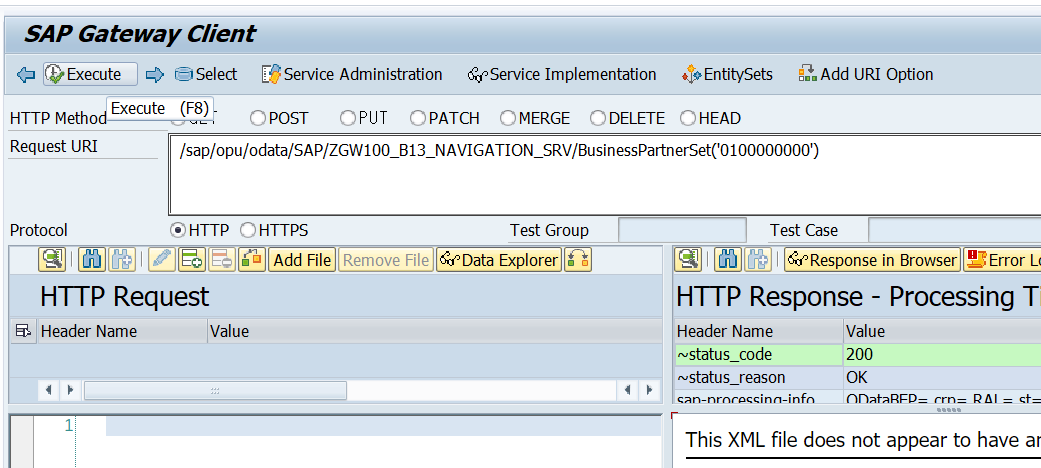 SAP Gateway Client
Execute Select Service Administration Service Implementation EntitySets Add URI Option
Execute (F8)
HTTP Method GET POST PUT PATCH MERGE DELETE HEAD
Request URI
/sap/opu/odata/SAP/ZGW100_B13_NAVIGATION_SRV/BusinessPartnerSet('0100000000')
Protocol HTTP HTTPS Test Group Test Case
Add File Remove File Data Explorer Response in Browser Error Lo
HTTP Request HTTP Response - Processing Ti
Header Name Value Header Name Value
~status_code 200
~status_reason OK
sap-processing-info ODataBEP= crp= RAL= st=
1
This XML file does not appear to have an